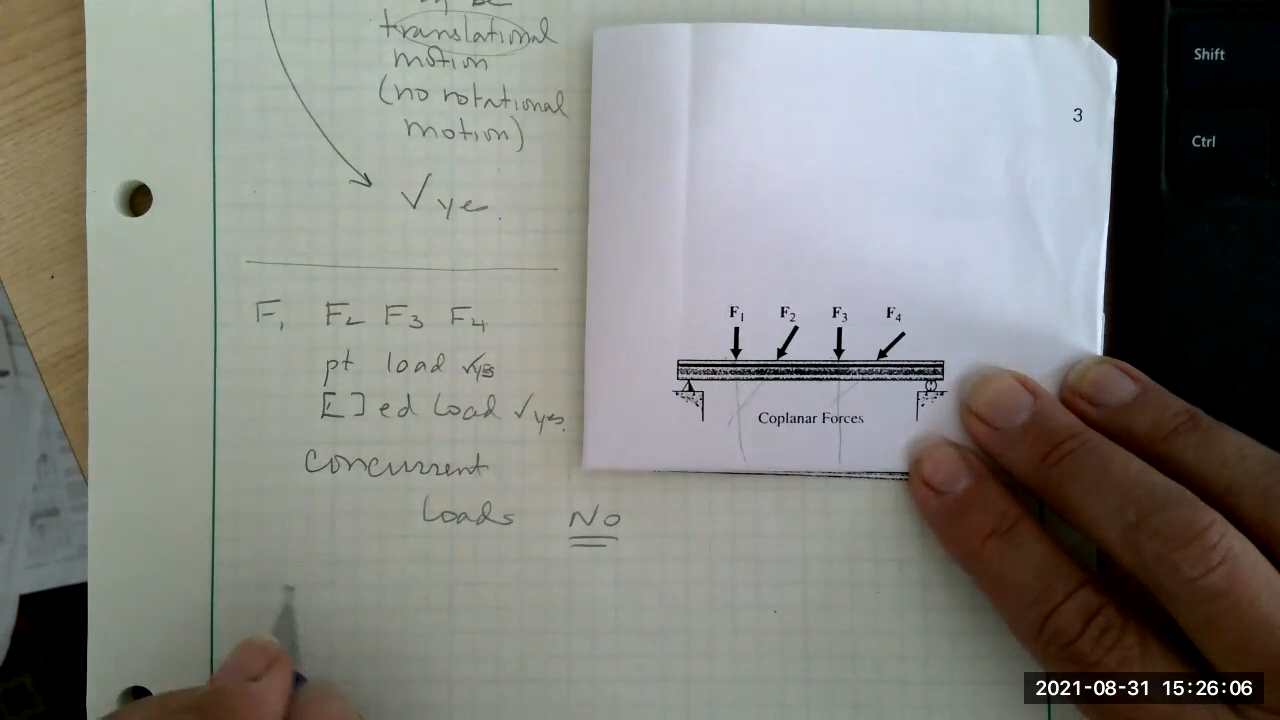 translational
motion
(no rotational
motion)
√ yes.
F1 F2 F3 F4
pt load √yes
[ ] ed Load √ yes.
concurrent
Loads No
3
F1 F2 F3 F4
Coplanar Forces
Shift
Ctrl
2021-08-31 15:26:06